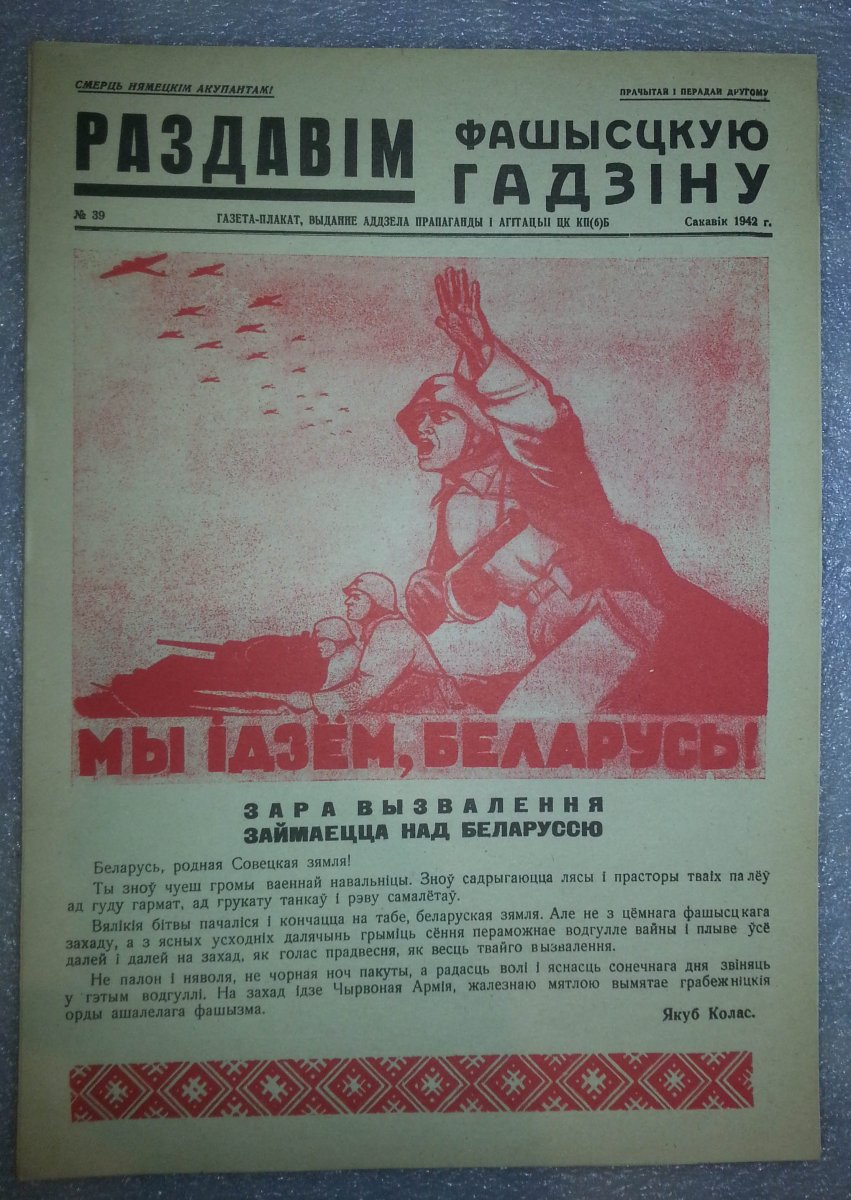 СМЕРЦЬ НЯМЕЦКІМ АКУПАНТАМ!
ПРАЧЫТАЙ І ПЕРАДАЙ ДРУГОМУ
РАЗДАВІМ ФАШЫСЦКУЮ
ГАДЗІНУ
№ 39 ГАЗЕТА-ПЛАКАТ, ВЫДАННЕ АДДЗЕЛА ПРАПАГАНДЫ І АГІТАЦЫІ ЦК КП(б)Б Сакавік 1942 г.
МЫ ІДЗЁМ, БЕЛАРУСЬ!
ЗАРА ВЫЗВАЛЕННЯ
ЗАЙМАЕЦЦА НАД БЕЛАРУССЮ
Беларусь, родная Совецкая зямля!
Ты зноў чуеш громы ваеннай навальніцы. Зноў садрыгаюцца лясы і прасторы тваіх палёў
ад гуду гармат, ад грукату танкаў і рэву самалётаў.
Вялікія бітвы пачаліся і кончацца на табе, беларуская зямля. Але не з цёмнага фашысцкага
захаду, а з ясных усходніх далячынь грыміць сёння пераможнае водгулле вайны і плыве ўсё
далей і далей на захад, як голас прадвесня, як весць твайго вызвалення.
Не палон і няволя, не чорная ноч пакуты, а радасць волі і яснасць сонечнага дня звіняць
у гэтым водгуллі. На захад ідзе Чырвоная Армія, жалезнаю мятлою вымятае грабежніцкія
орды ашалелага фашызма.
Якуб Колас.